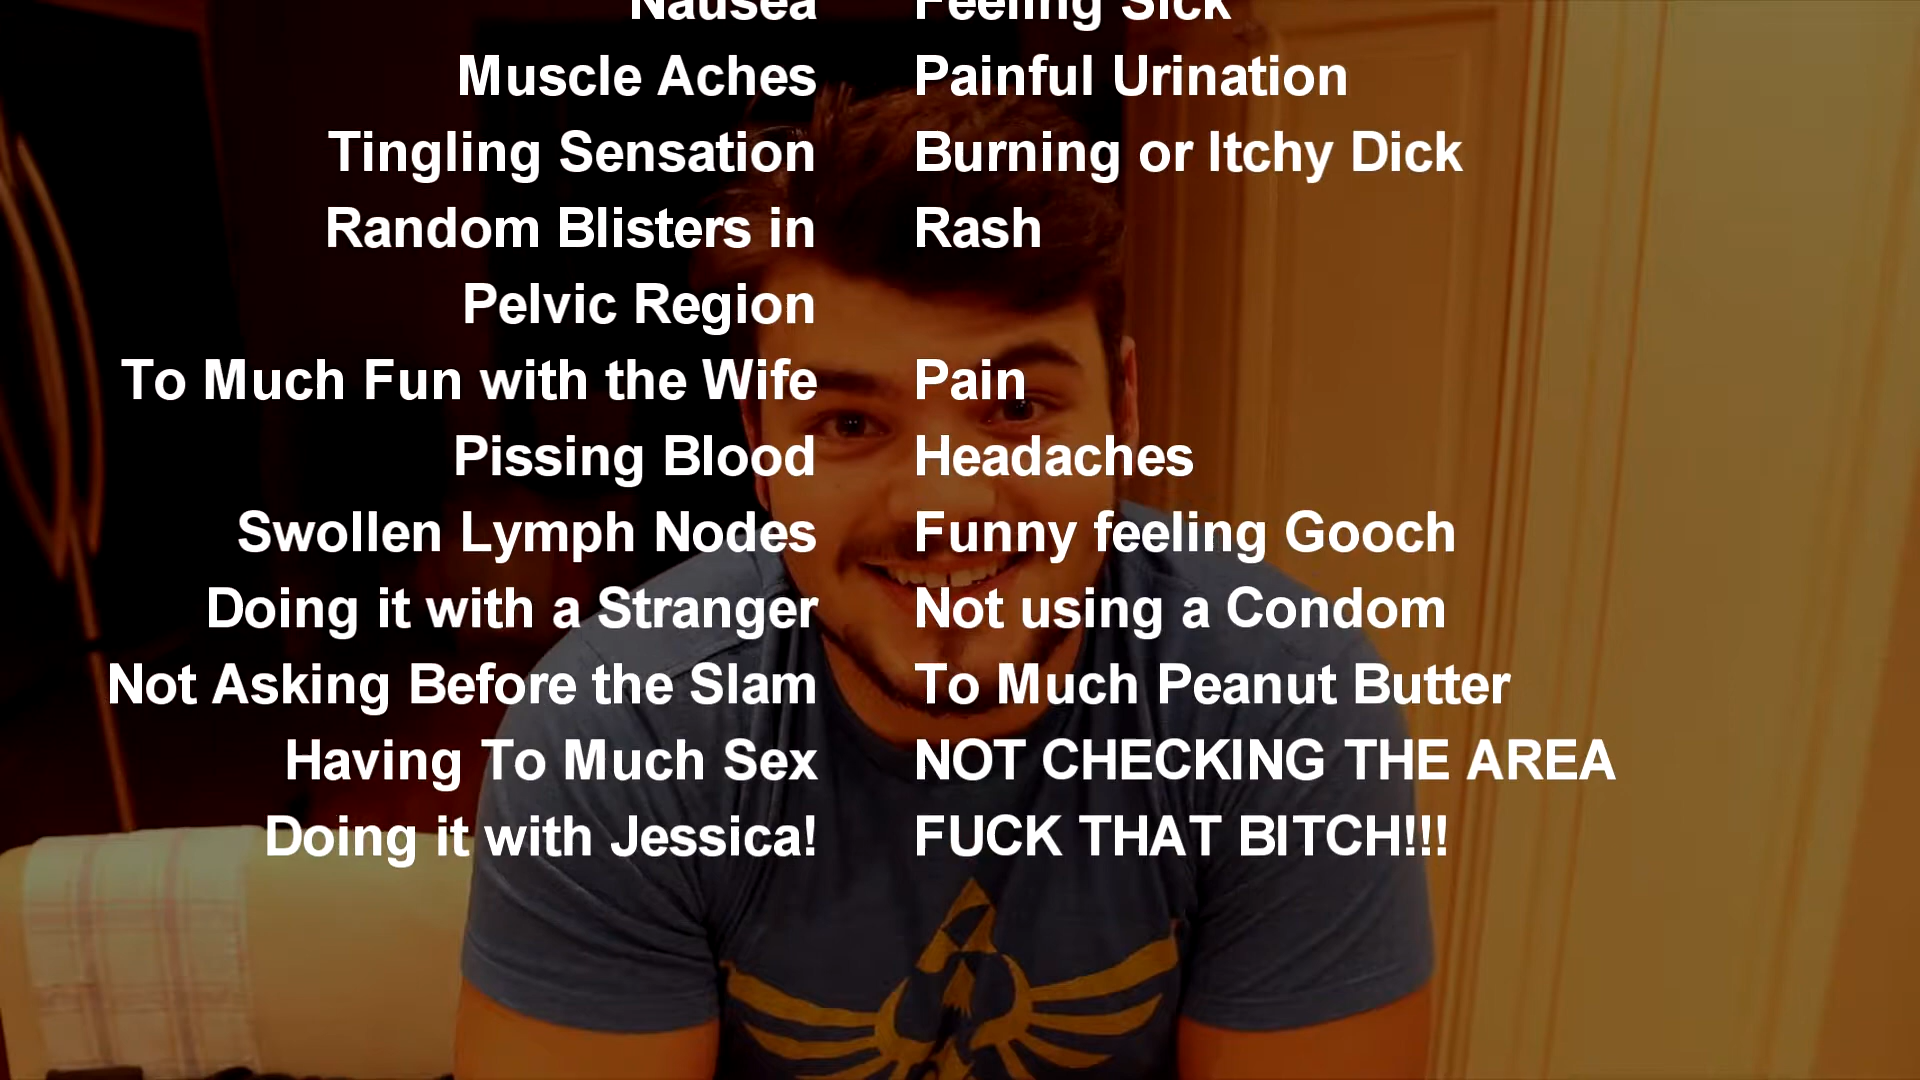 Nausea Feeling Sick
Muscle Aches Painful Urination
Tingling Sensation Burning or Itchy Dick
Random Blisters in Rash
Pelvic Region
To Much Fun with the Wife Pain
Pissing Blood Headaches
Swollen Lymph Nodes Funny feeling Gooch
Doing it with a Stranger Not using a Condom
Not Asking Before the Slam To Much Peanut Butter
Having To Much Sex NOT CHECKING THE AREA
Doing it with Jessica! FUCK THAT BITCH!!!